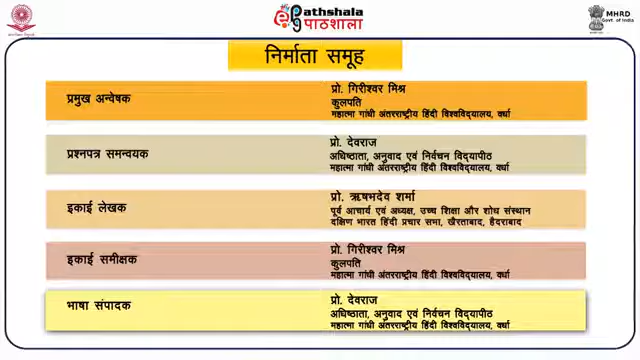 ePathshala
पाठशाला
MHRD
Govt. of India
निर्माता समूह
प्रमुख अन्वेषक
प्रो. गिरीश्वर मिश्र
कुलपति
महात्मा गांधी अंतरराष्ट्रीय हिंदी विश्वविद्यालय, वर्धा
प्रश्नपत्र समन्वयक
प्रो. देवराज
अधिष्ठाता, अनुवाद एवं निर्वचन विद्यापीठ
महात्मा गांधी अंतरराष्ट्रीय हिंदी विश्वविद्यालय, वर्धा
इकाई लेखक
प्रो. ऋषभदेव शर्मा
पूर्व आचार्य एवं अध्यक्ष, उच्च शिक्षा और शोध संस्थान
दक्षिण भारत हिंदी प्रचार सभा, खैरताबाद, हैदराबाद
इकाई समीक्षक
प्रो. गिरीश्वर मिश्र
कुलपति
महात्मा गांधी अंतरराष्ट्रीय हिंदी विश्वविद्यालय, वर्धा
भाषा संपादक
प्रो. देवराज
अधिष्ठाता, अनुवाद एवं निर्वचन विद्यापीठ
महात्मा गांधी अंतरराष्ट्रीय हिंदी विश्वविद्यालय, वर्धा